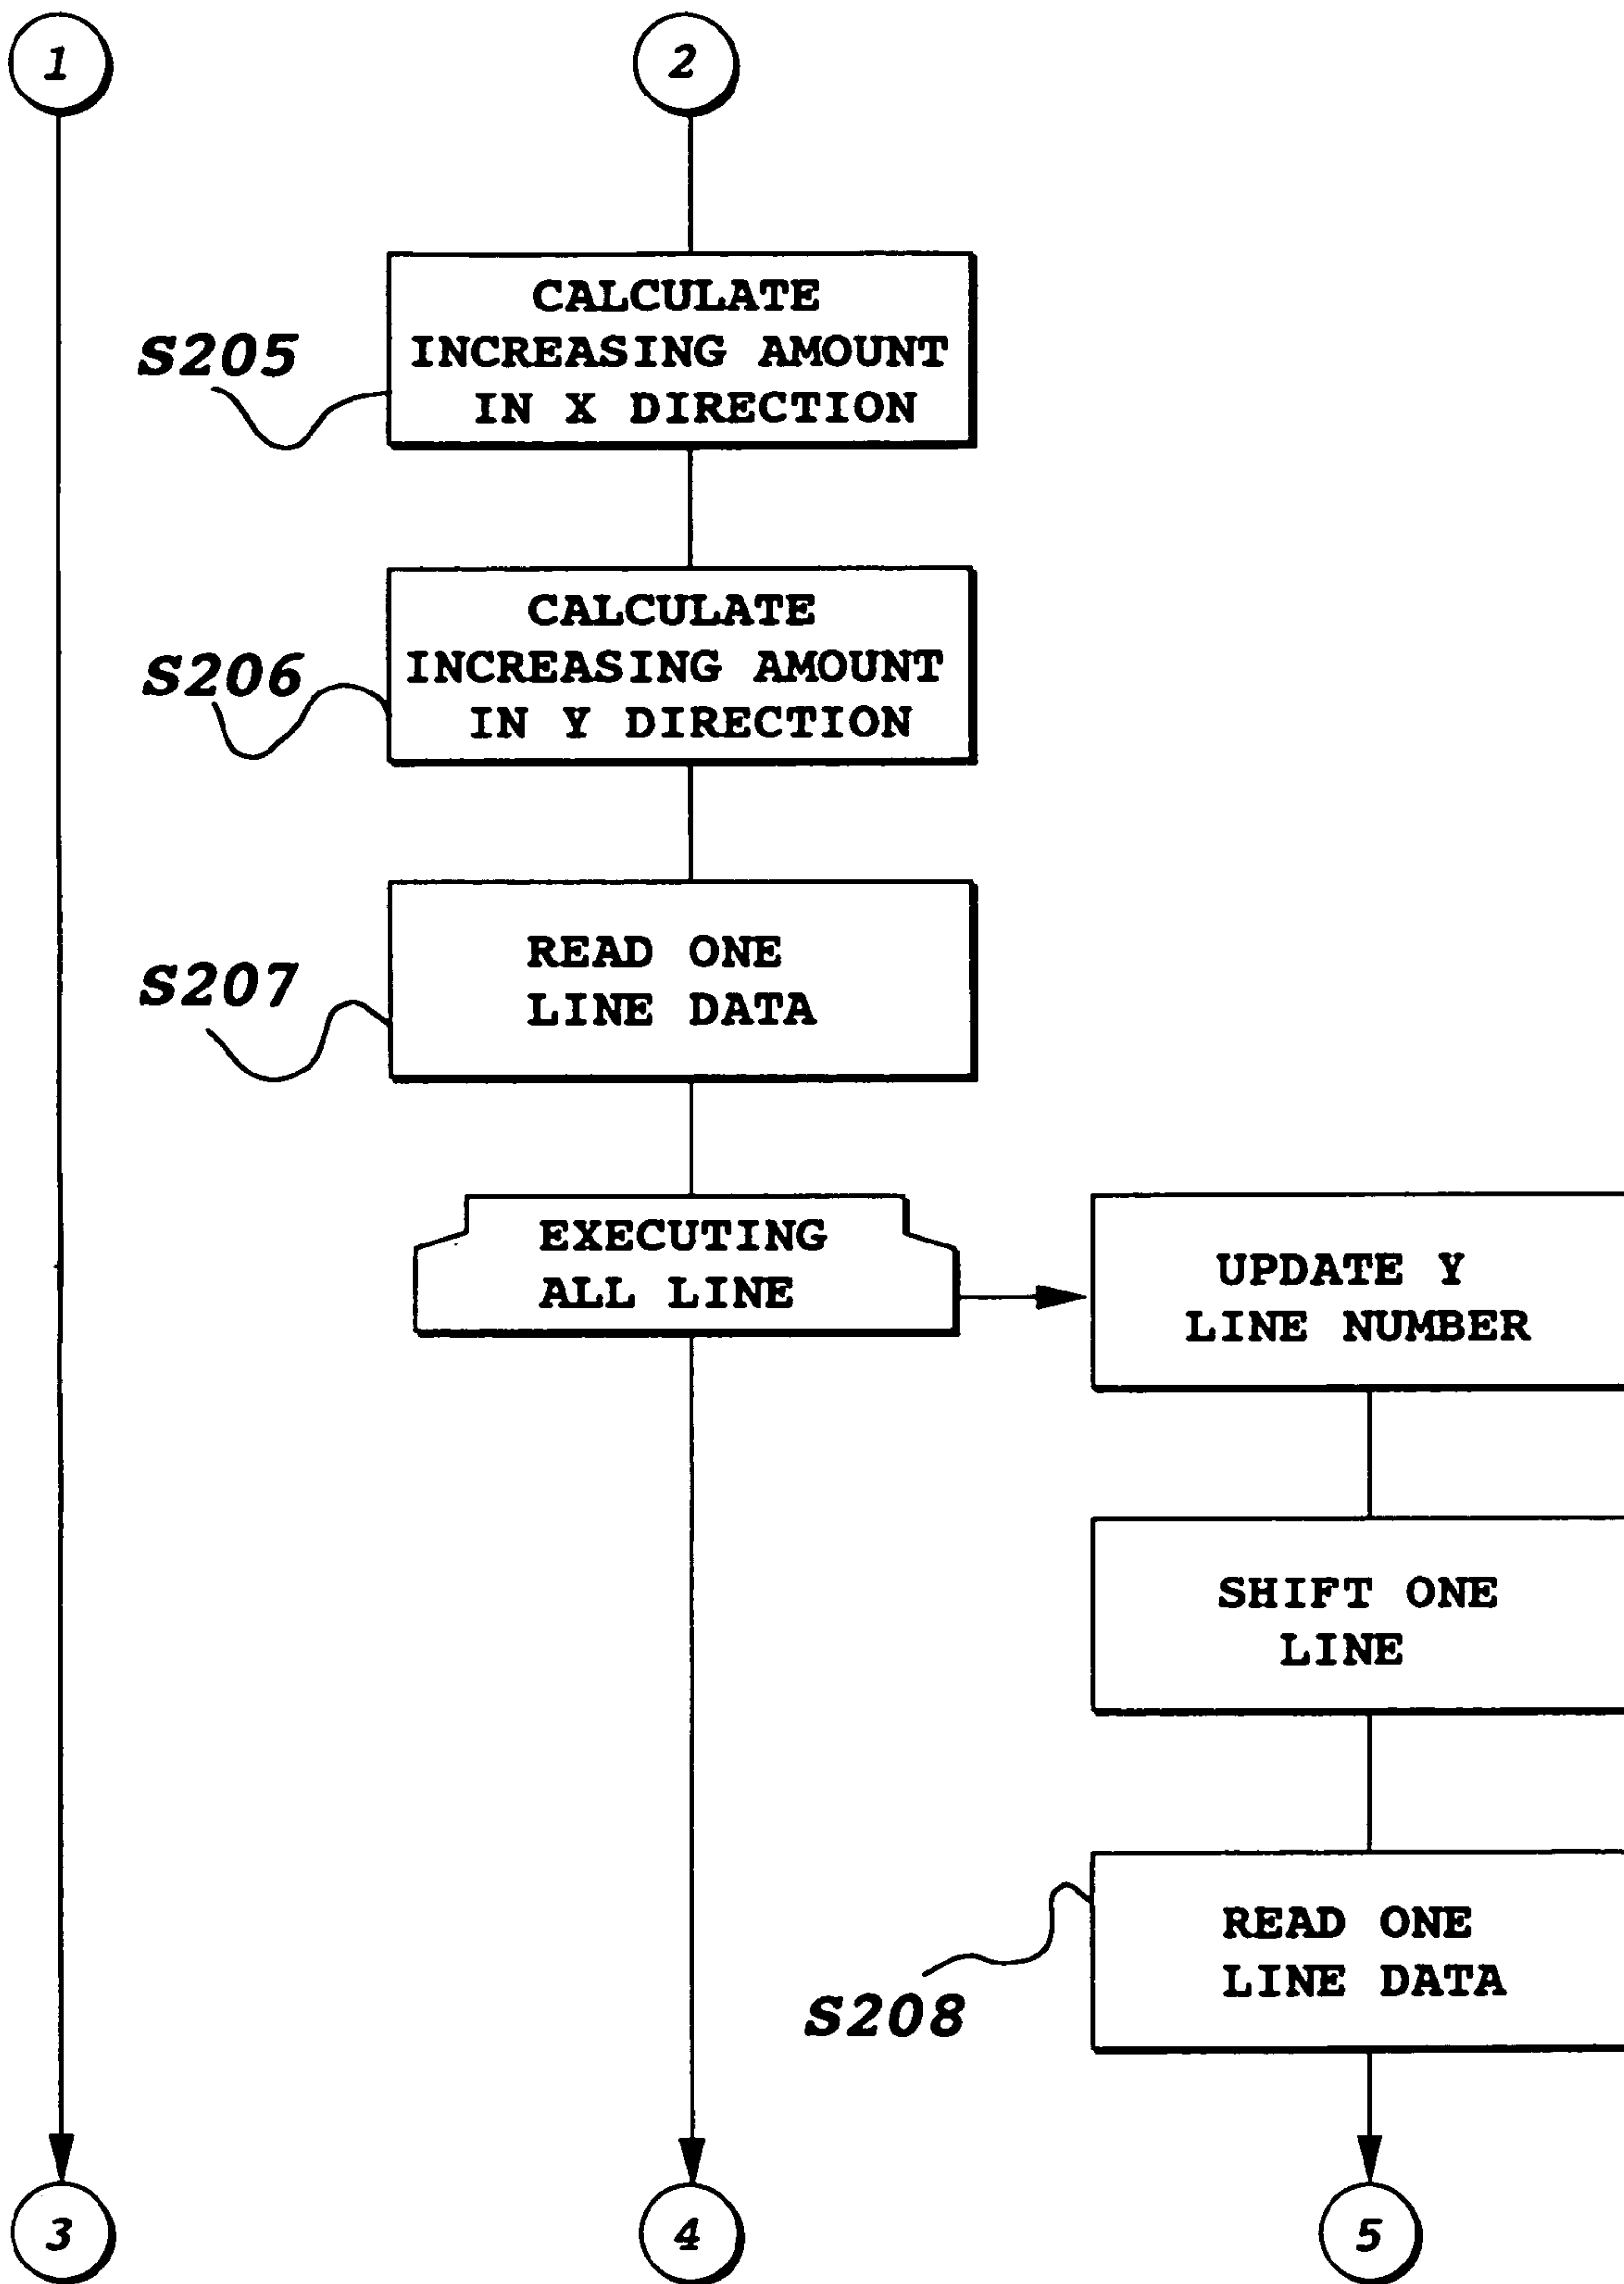 1
2
S205
CALCULATE
INCREASING AMOUNT
IN X DIRECTION
S206
CALCULATE
INCREASING AMOUNT
IN Y DIRECTION
S207
READ ONE
LINE DATA
EXECUTING
ALL LINE
UPDATE Y
LINE NUMBER
SHIFT ONE
LINE
S208
READ ONE
LINE DATA
3
4
5